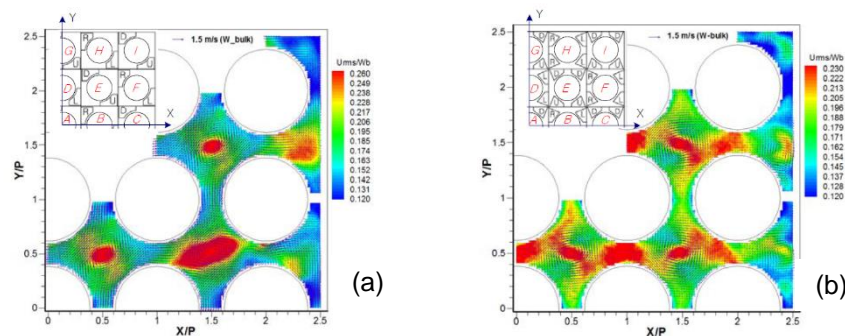 Y
1.5 m/s (W_bulk)
G H I
D E F
A B C
X
Urms/Wb
0.260
0.249
0.238
0.228
0.217
0.206
0.195
0.185
0.174
0.163
0.152
0.142
0.131
0.120
2.5
2
1.5
1
0.5
0
Y/P
0 0.5 1 1.5 2 2.5
X/P
(a)
Y
1.5 m/s (W-bulk)
G H I
D E F
A B C
X
Urms/Wb
0.230
0.222
0.213
0.205
0.196
0.188
0.179
0.171
0.162
0.154
0.145
0.137
0.128
0.120
2.5
2
1.5
1
0.5
0
Y/P
0 0.5 1 1.5 2 2.5
X/P
(b)